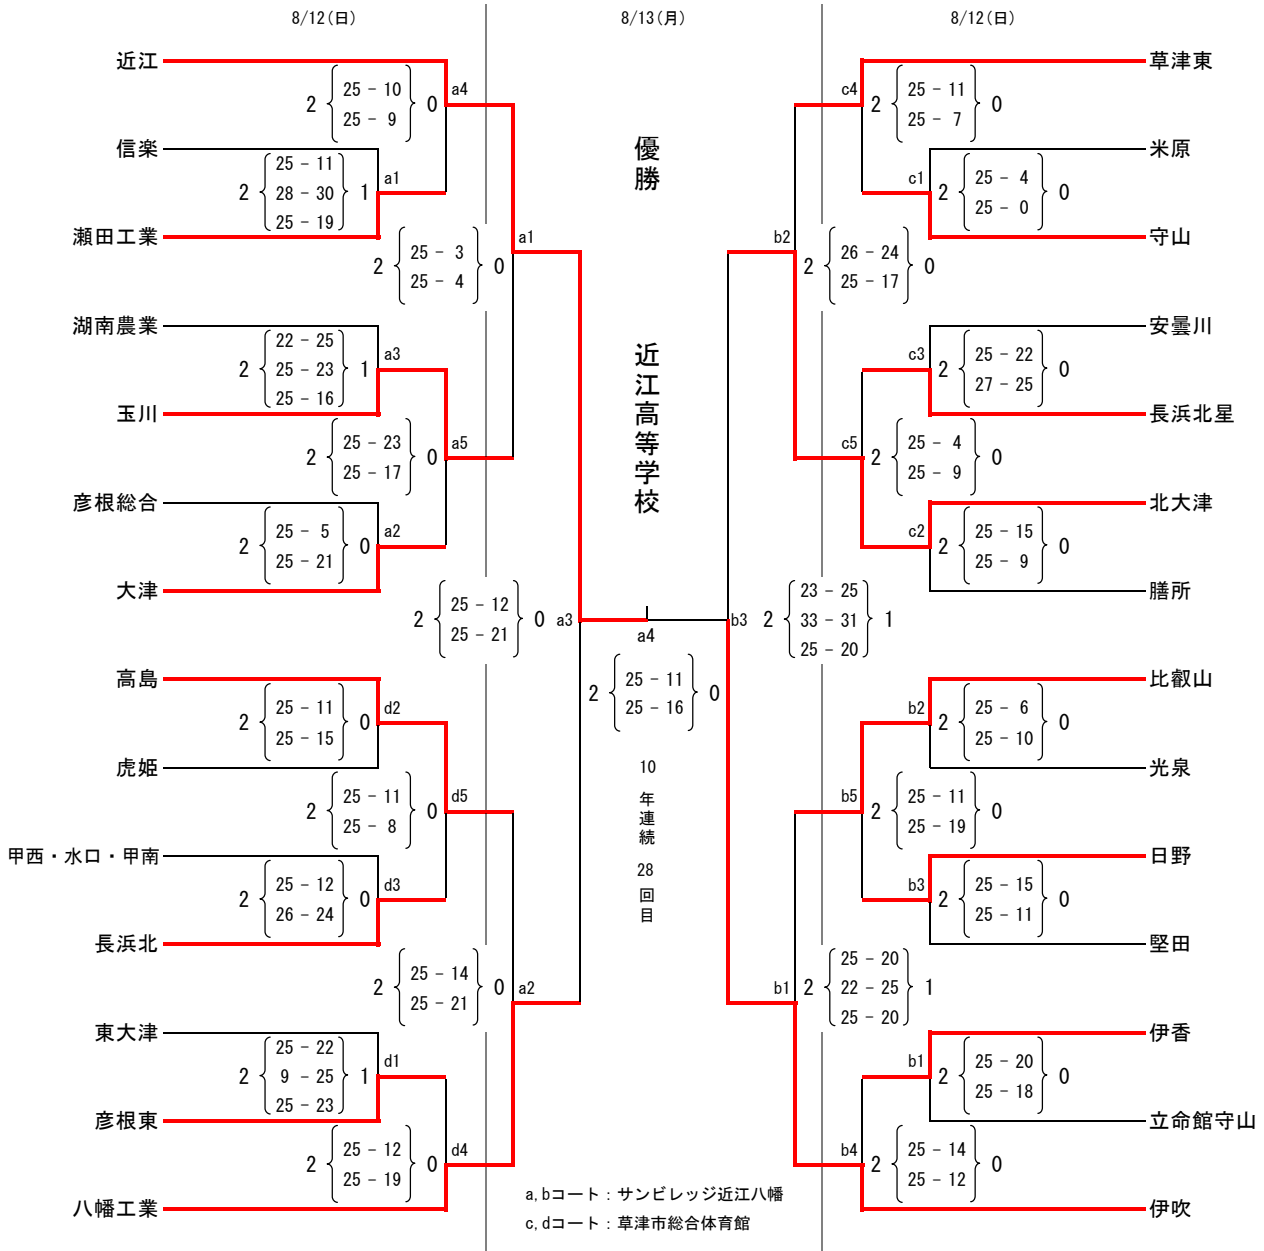 8/12(日)
8/13(月)
8/12(日)
近江
25 - 10
25 - 9
2
0
a4
信楽
25 - 11
28 - 30
25 - 19
2
1
a1
瀬田工業
25 - 3
25 - 4
2
0
a1
湖南農業
22 - 25
25 - 23
25 - 16
2
1
a3
玉川
25 - 23
25 - 17
2
0
a5
彦根総合
25 - 5
25 - 21
2
0
a2
大津
25 - 12
25 - 21
2
0
a3
高島
25 - 11
25 - 15
2
0
d2
虎姫
25 - 11
25 - 8
2
0
d5
甲西・水口・甲南
25 - 12
26 - 24
2
0
d3
長浜北
25 - 14
25 - 21
2
0
a2
東大津
25 - 22
9 - 25
25 - 23
2
1
d1
彦根東
25 - 12
25 - 19
2
0
d4
八幡工業
優勝
近江高等学校
a4
25 - 11
25 - 16
2
0
10年連続28回目
a,bコート：サンビレッジ近江八幡
c,dコート：草津市総合体育館
草津東
c4
2
25 - 11
25 - 7
0
米原
c1
2
25 - 4
25 - 0
0
守山
b2
2
26 - 24
25 - 17
0
安曇川
c3
2
25 - 22
27 - 25
0
長浜北星
c5
2
25 - 4
25 - 9
0
北大津
c2
2
25 - 15
25 - 9
0
膳所
b3
2
23 - 25
33 - 31
25 - 20
1
比叡山
b2
2
25 - 6
25 - 10
0
光泉
b5
2
25 - 11
25 - 19
0
日野
b3
2
25 - 15
25 - 11
0
堅田
b1
2
25 - 20
22 - 25
25 - 20
1
伊香
b1
2
25 - 20
25 - 18
0
立命館守山
b4
2
25 - 14
25 - 12
0
伊吹